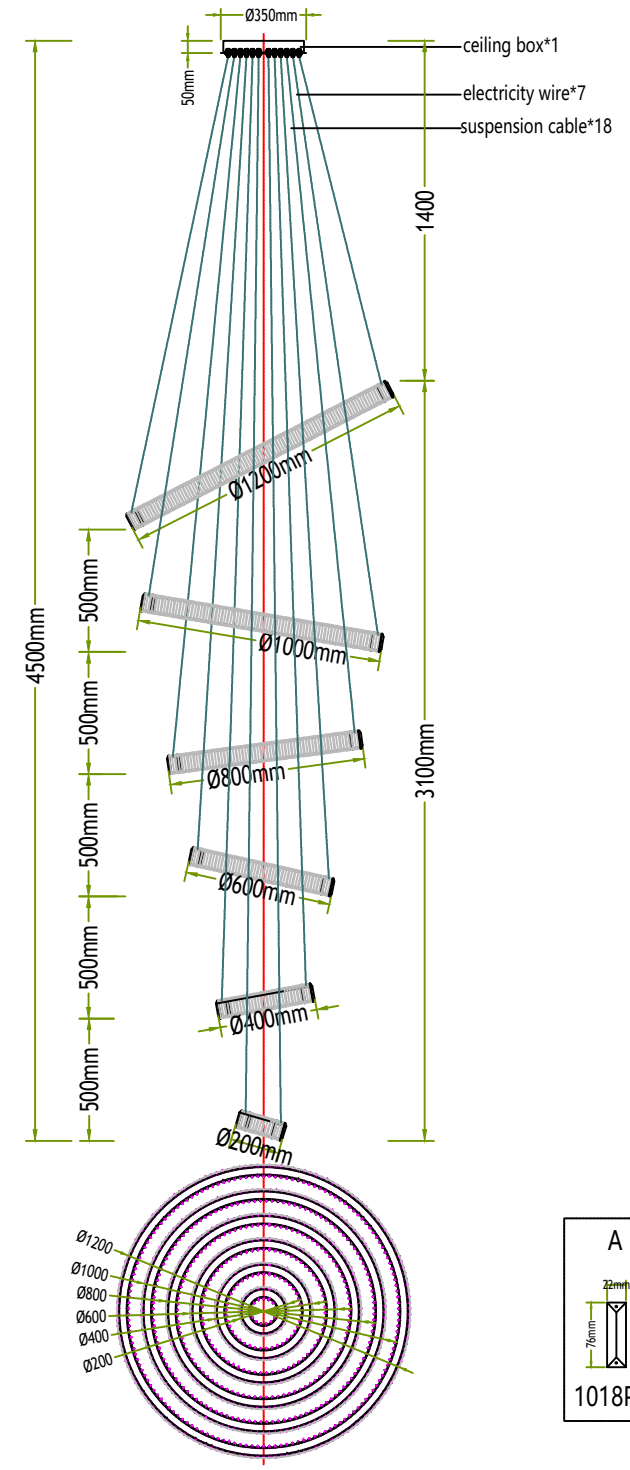 Ø350mm
ceiling box*1
50mm
electricity wire*7
suspension cable*18
1400
Ø1200mm
500mm
Ø1000mm
4500mm
500mm
3100mm
Ø800mm
500mm
Ø600mm
500mm
Ø400mm
500mm
Ø200mm
Ø1200
Ø1000
Ø800
Ø600
Ø400
Ø200
A
22mm
76mm